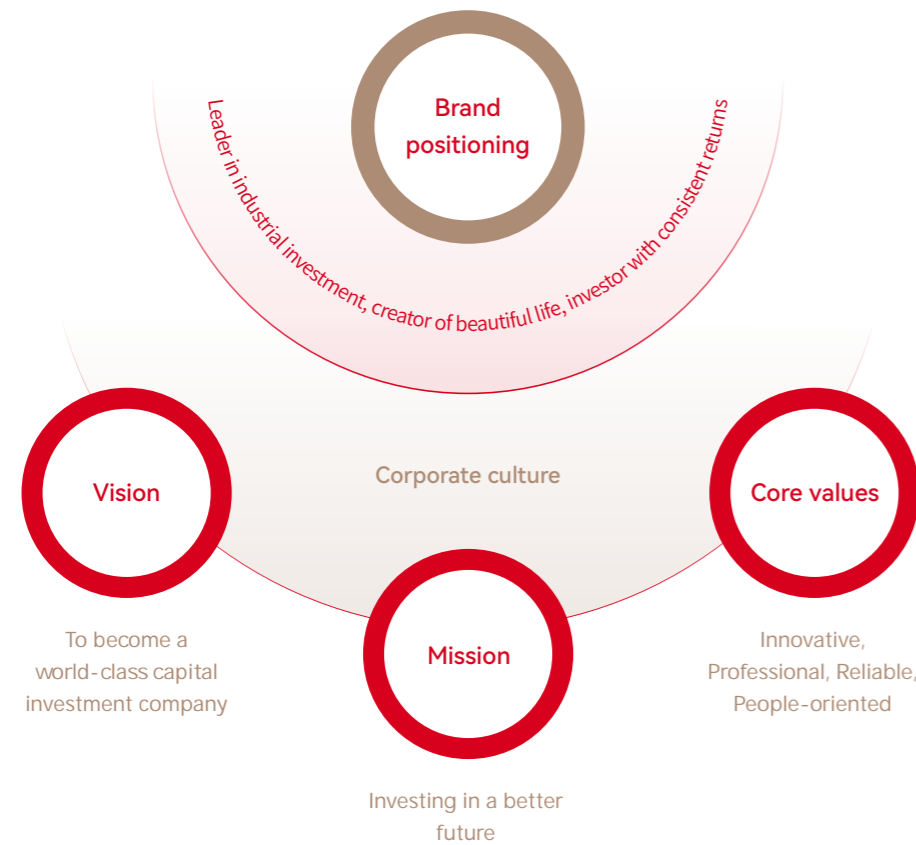 Brand
positioning
Leader in industrial investment, creator of beautiful life, investor with consistent returns
Corporate culture
Vision
To become a
world-class capital
investment company
Mission
Investing in a better
future
Core values
Innovative,
Professional, Reliable,
People-oriented